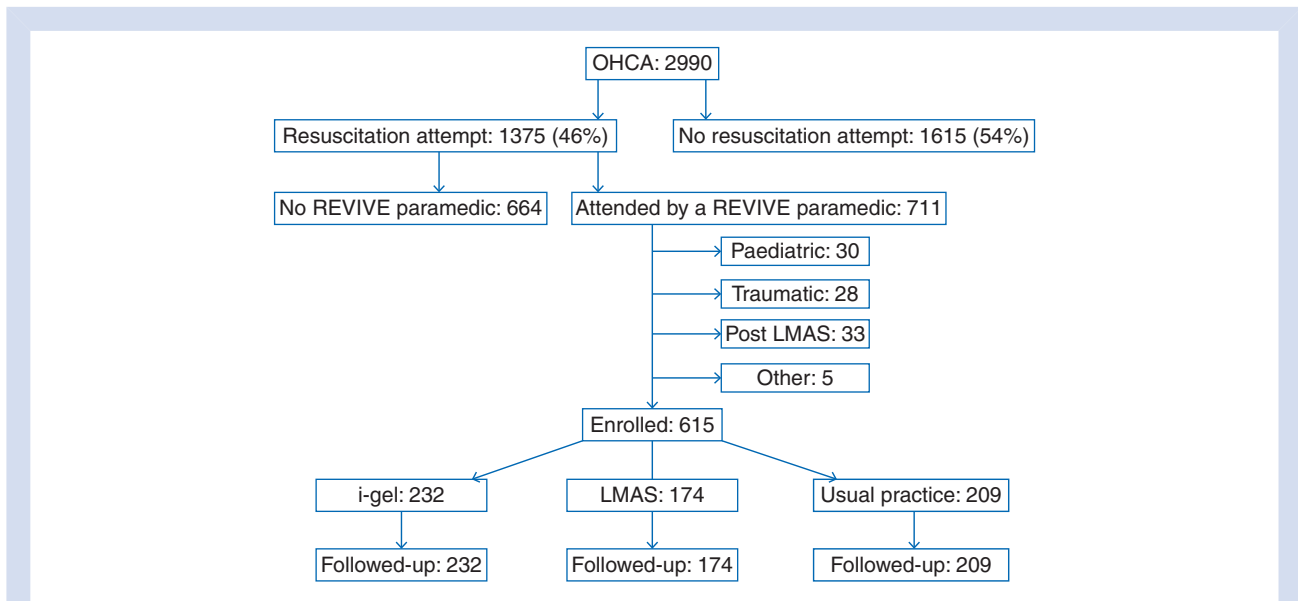 OHCA: 2990
Resuscitation attempt: 1375 (46%)
No resuscitation attempt: 1615 (54%)
No REVIVE paramedic: 664
Attended by a REVIVE paramedic: 711
Paediatric: 30
Traumatic: 28
Post LMAS: 33
Other: 5
Enrolled: 615
i-gel: 232
LMAS: 174
Usual practice: 209
Followed-up: 232
Followed-up: 174
Followed-up: 209